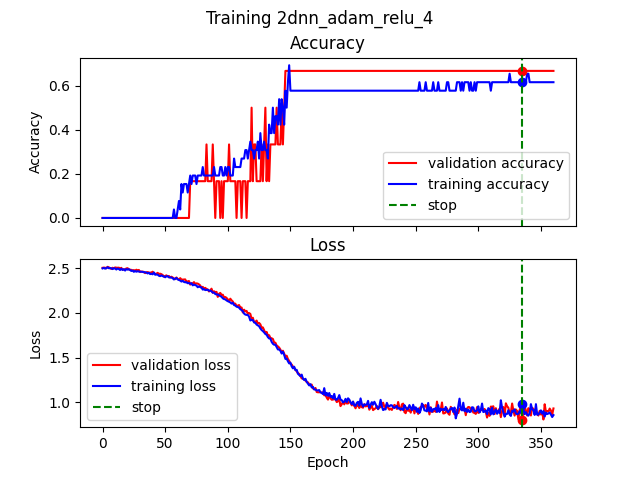 Training 2dnn_adam_relu_4
Accuracy
Accuracy
0.6
0.4
0.2
0.0
validation accuracy
training accuracy
stop
Loss
Loss
2.5
2.0
1.5
1.0
validation loss
training loss
stop
0 50 100 150 200 250 300 350
Epoch